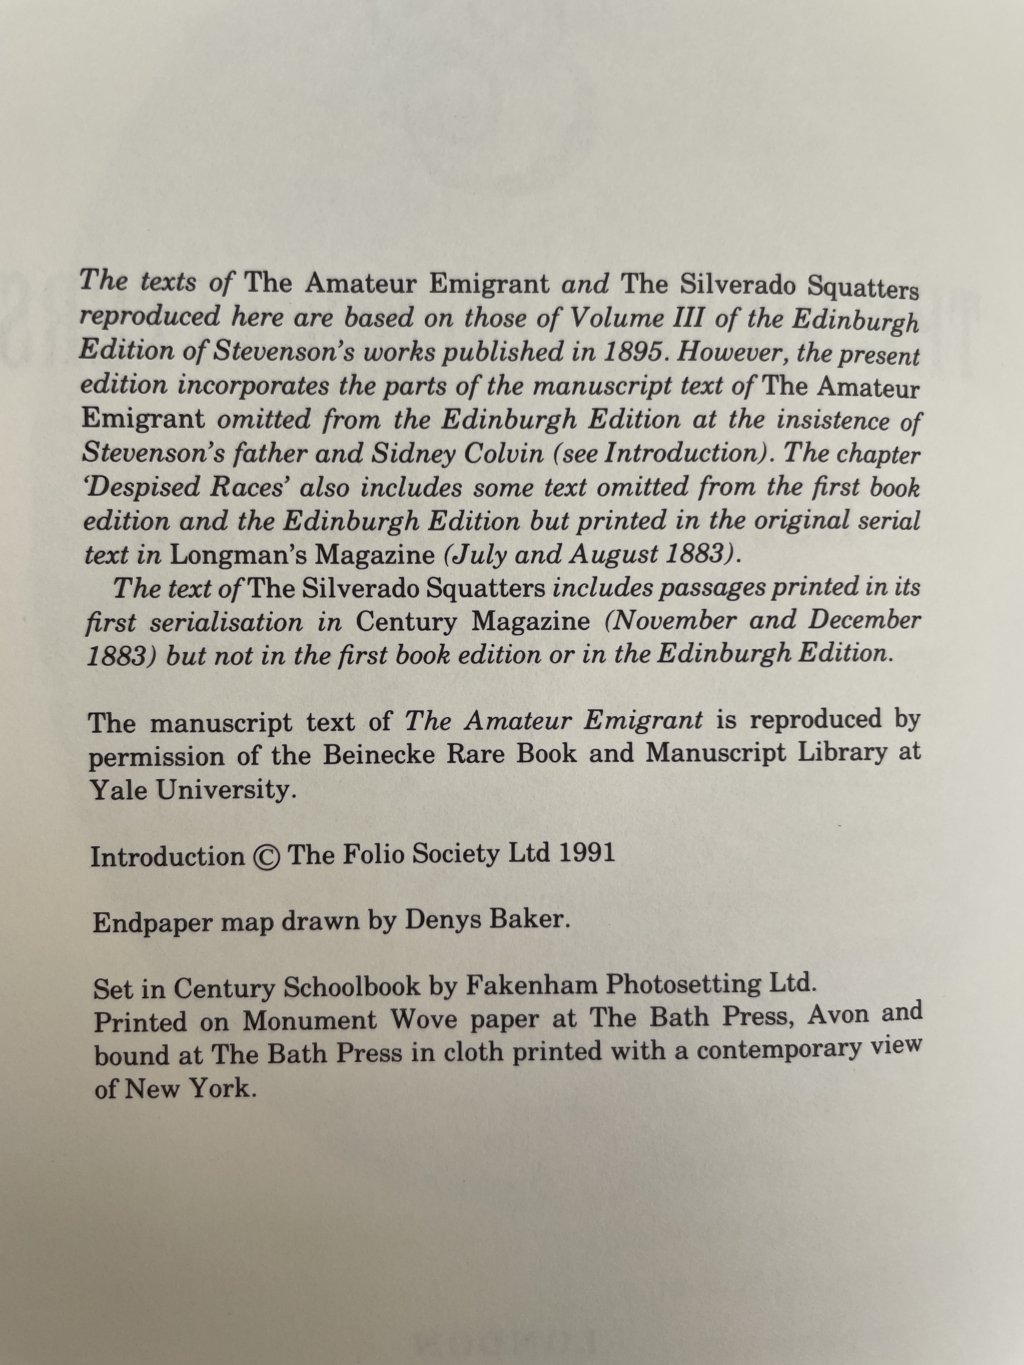 The texts of The Amateur Emigrant and The Silverado Squatters
reproduced here are based on those of Volume III of the Edinburgh
Edition of Stevenson's works published in 1895. However, the present
edition incorporates the parts of the manuscript text of The Amateur
Emigrant omitted from the Edinburgh Edition at the insistence of
Stevenson's father and Sidney Colvin (see Introduction). The chapter
‘Despised Races’ also includes some text omitted from the first book
edition and the Edinburgh Edition but printed in the original serial
text in Longman's Magazine (July and August 1883).
The text of The Silverado Squatters includes passages printed in its
first serialisation in Century Magazine (November and December
1883) but not in the first book edition or in the Edinburgh Edition.
The manuscript text of The Amateur Emigrant is reproduced by
permission of the Beinecke Rare Book and Manuscript Library at
Yale University.
Introduction © The Folio Society Ltd 1991
Endpaper map drawn by Denys Baker.
Set in Century Schoolbook by Fakenham Photosetting Ltd.
Printed on Monument Wove paper at The Bath Press, Avon and
bound at The Bath Press in cloth printed with a contemporary view
of New York.
LONDON